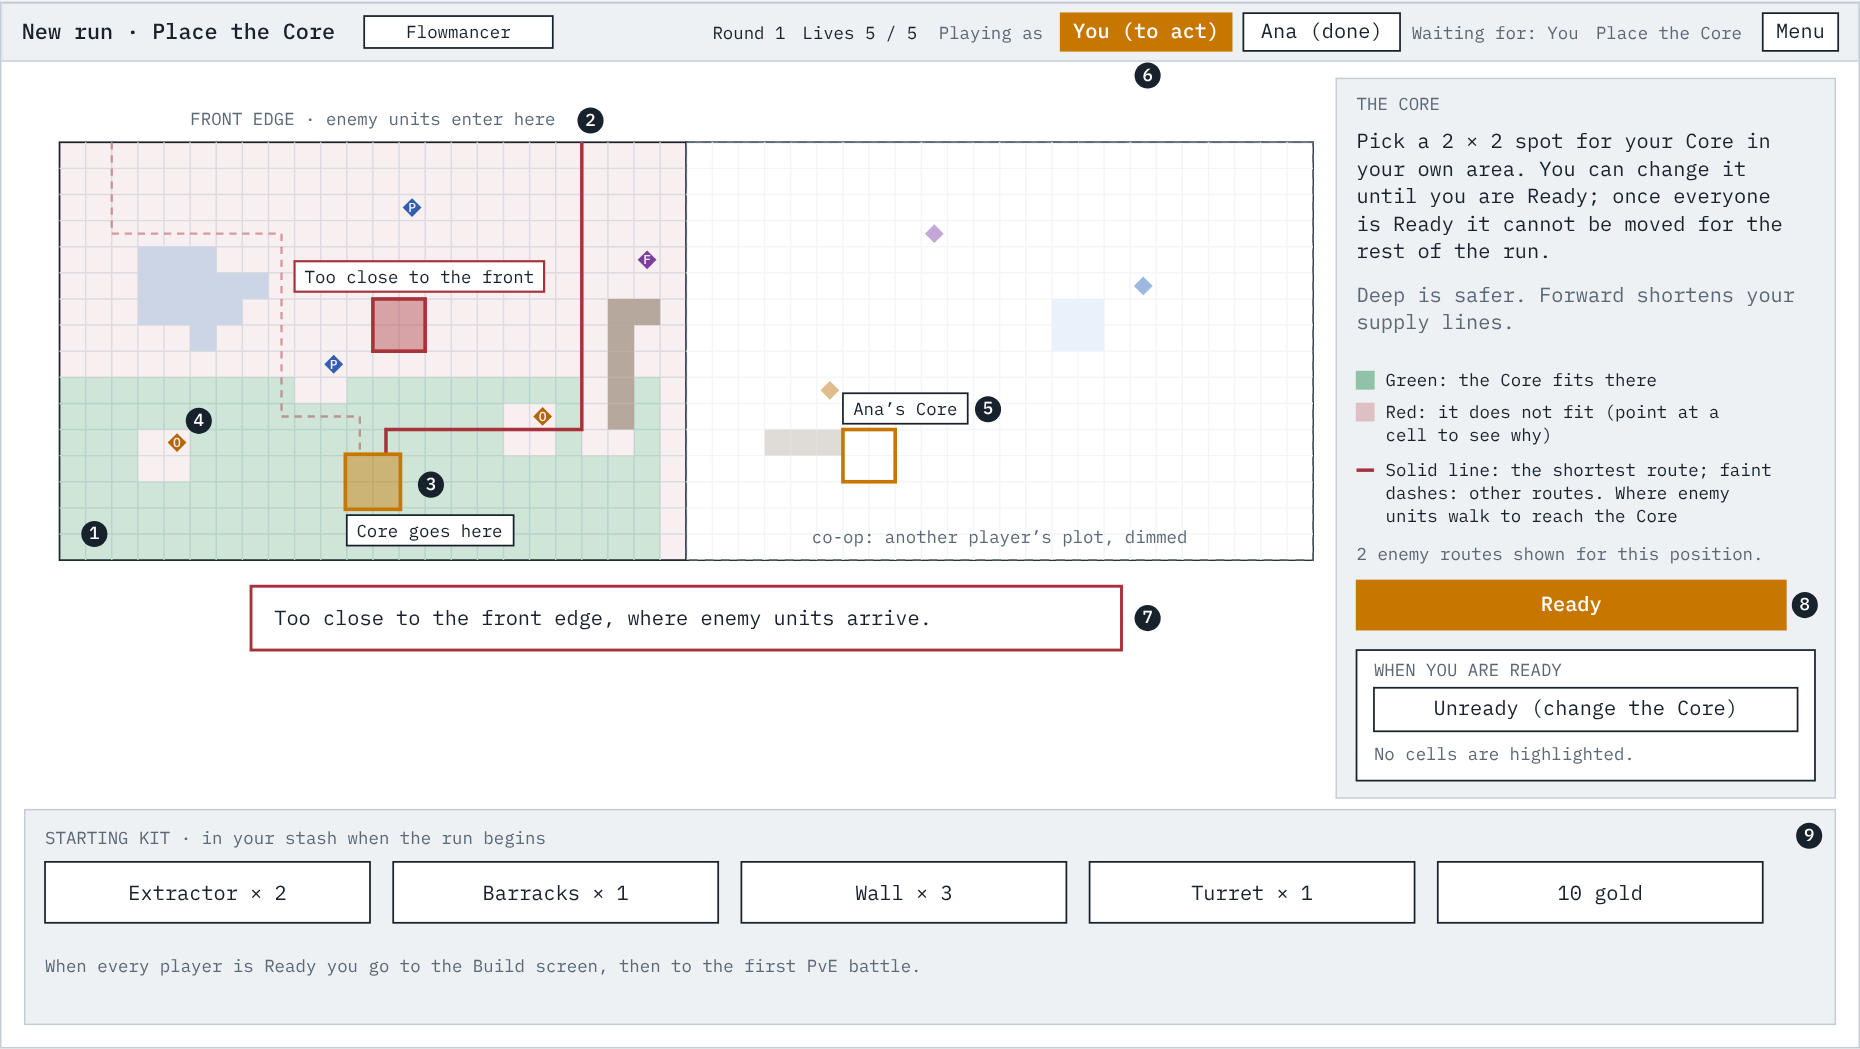 New run · Place the Core
Flowmancer
Round 1 Lives 5 / 5 Playing as
You (to act)
Ana (done)
Waiting for: You Place the Core
Menu
6
FRONT EDGE · enemy units enter here
2
P
F
Too close to the front
P
O
4
O
3
1
Core goes here
Ana’s Core
5
co-op: another player’s plot, dimmed
Too close to the front edge, where enemy units arrive.
7
THE CORE
Pick a 2 × 2 spot for your Core in
your own area. You can change it
until you are Ready; once everyone
is Ready it cannot be moved for the
rest of the run.
Deep is safer. Forward shortens your
supply lines.
Green: the Core fits there
Red: it does not fit (point at a
cell to see why)
Solid line: the shortest route; faint
dashes: other routes. Where enemy
units walk to reach the Core
2 enemy routes shown for this position.
Ready
8
WHEN YOU ARE READY
Unready (change the Core)
No cells are highlighted.
STARTING KIT · in your stash when the run begins
9
Extractor × 2
Barracks × 1
Wall × 3
Turret × 1
10 gold
When every player is Ready you go to the Build screen, then to the first PvE battle.